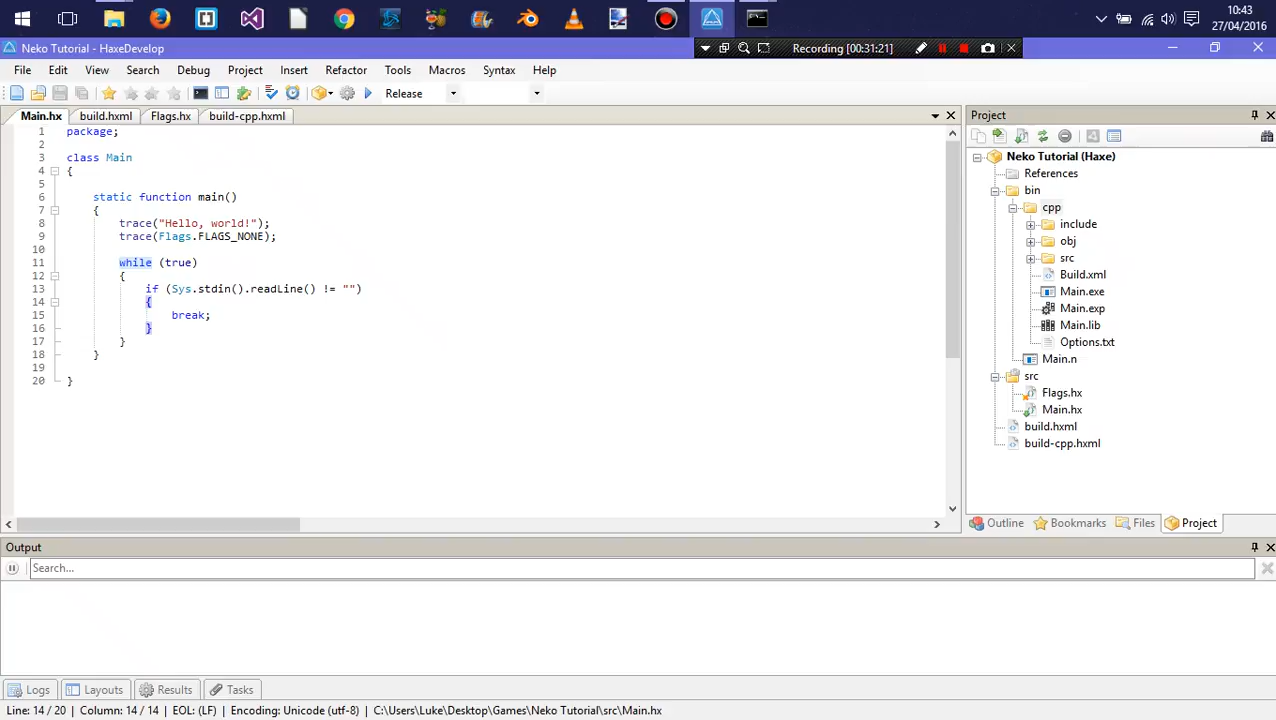 10:43
27/04/2016
Neko Tutorial - HaxeDevelop
Recording [00:31:21]
File Edit View Search Debug Project Insert Refactor Tools Macros Syntax Help
Release
Main.hx build.hxml Flags.hx build-cpp.hxml
1 package;
2
3 class Main
4 {
5
6 static function main()
7 {
8 trace("Hello, world!");
9 trace(Flags.FLAGS_NONE);
10
11 while (true)
12 {
13 if (Sys.stdin().readLine() != "")
14 {
15 break;
16 }
17 }
18 }
19
20 }
Project
Neko Tutorial (Haxe)
References
bin
cpp
include
obj
src
Build.xml
Main.exe
Main.exp
Main.lib
Options.txt
Main.n
src
Flags.hx
Main.hx
build.hxml
build-cpp.hxml
Outline Bookmarks Files Project
Output
Search...
Logs Layouts Results Tasks
Line: 14 / 20 | Column: 14 / 14 | EOL: (LF) | Encoding: Unicode (utf-8) | C:\Users\Luke\Desktop\Games\Neko Tutorial\src\Main.hx